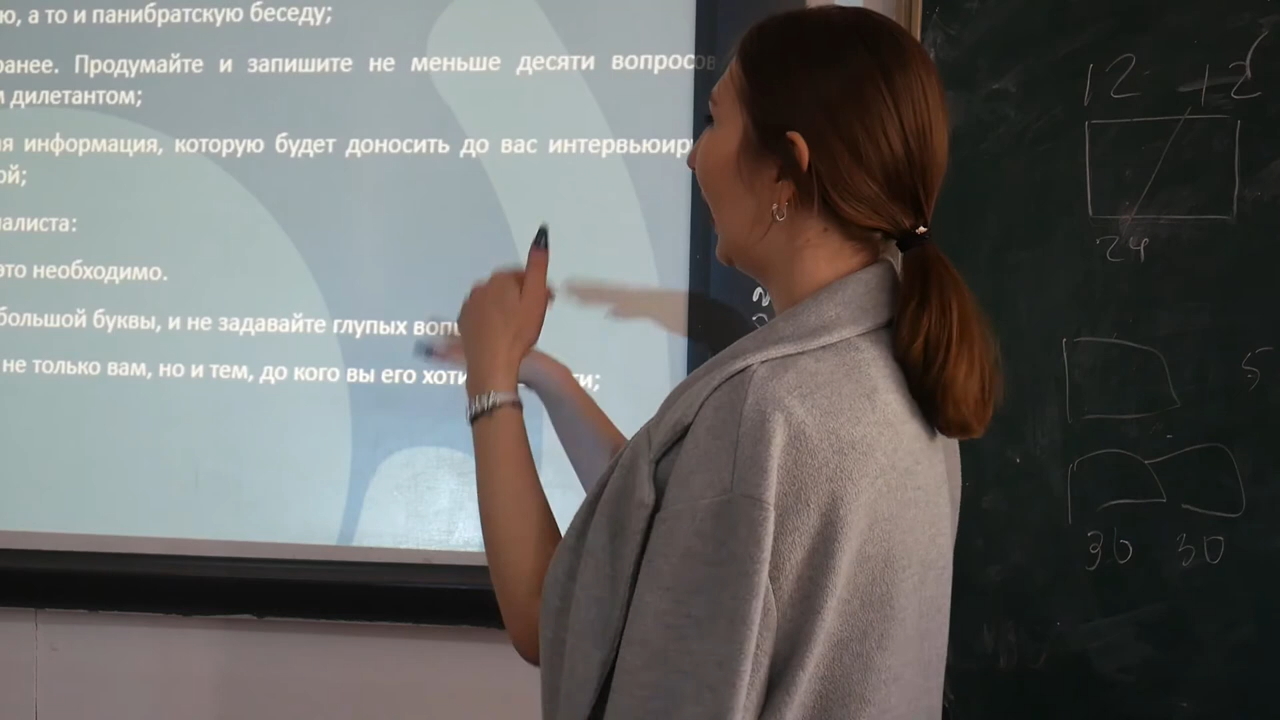 ю, а то и панибратскую беседу;
ранее. Продумайте и запишите не меньше десяти вопросов
м дилетантом;
ая информация, которую будет доносить до вас интервьюир
ой;
алиста:
это необходимо.
большой буквы, и не задавайте глупых воп
не только вам, но и тем, до кого вы его хоти ти;
12 12
24
5
30 30